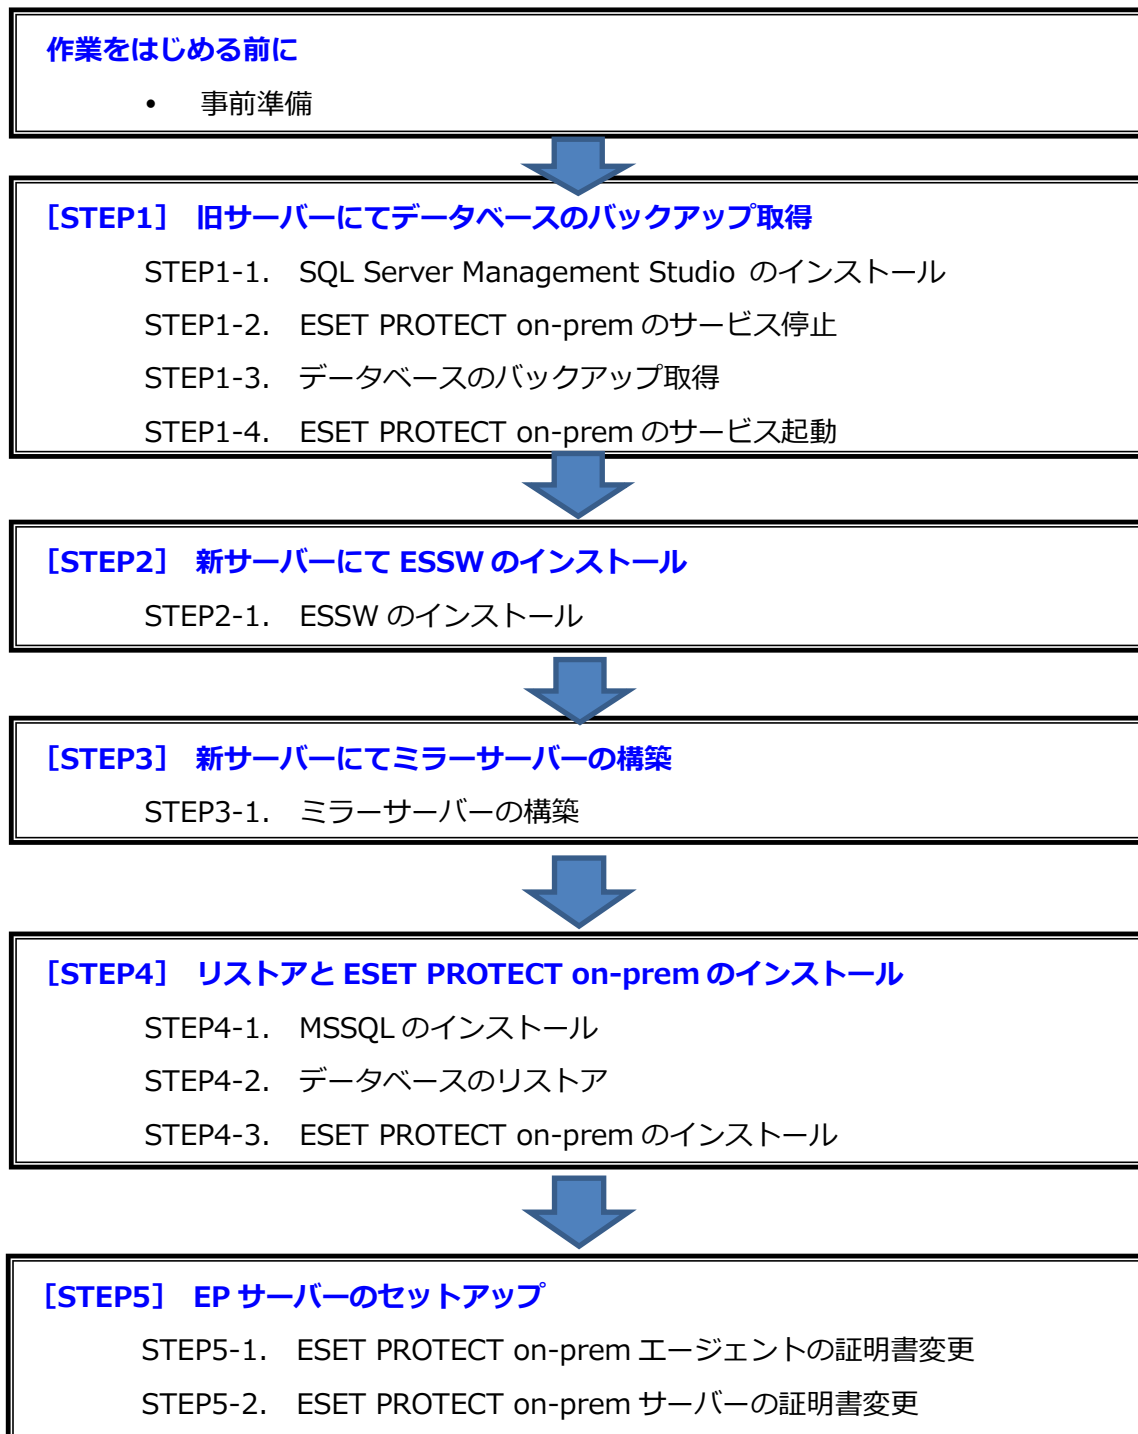 作業をはじめる前に
• 事前準備
［STEP1］ 旧サーバーにてデータベースのバックアップ取得
STEP1-1. SQL Server Management Studio のインストール
STEP1-2. ESET PROTECT on-prem のサービス停止
STEP1-3. データベースのバックアップ取得
STEP1-4. ESET PROTECT on-prem のサービス起動
［STEP2］ 新サーバーにて ESSW のインストール
STEP2-1. ESSW のインストール
［STEP3］ 新サーバーにてミラーサーバーの構築
STEP3-1. ミラーサーバーの構築
［STEP4］ リストアと ESET PROTECT on-prem のインストール
STEP4-1. MSSQL のインストール
STEP4-2. データベースのリストア
STEP4-3. ESET PROTECT on-prem のインストール
［STEP5］ EP サーバーのセットアップ
STEP5-1. ESET PROTECT on-prem エージェントの証明書変更
STEP5-2. ESET PROTECT on-prem サーバーの証明書変更